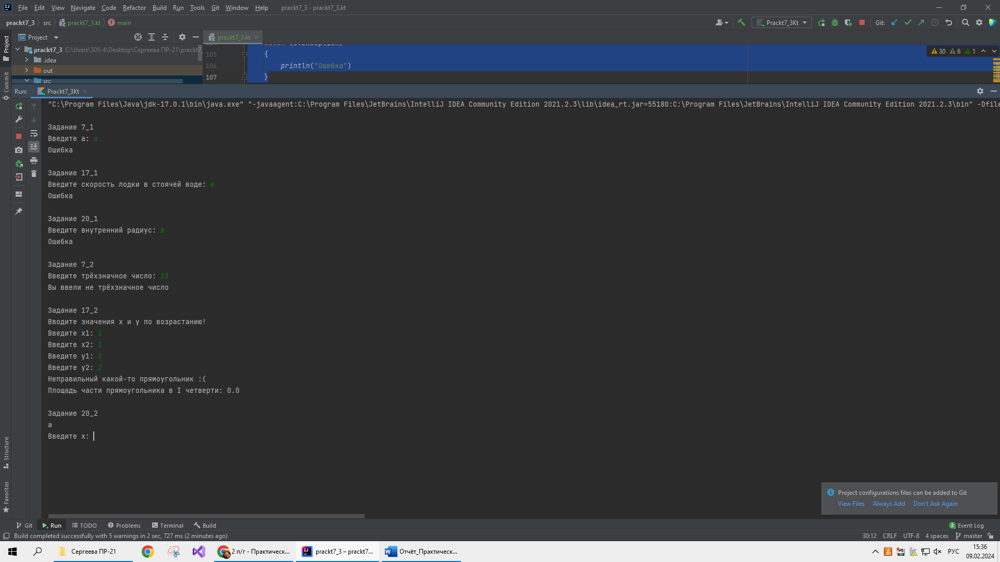 File Edit View Navigate Code Refactor Build Run Tools Git Window Help prackt7_3 - prackt7_3.kt
prackt7_3 src prackt7_3.kt main Prackt7_3Kt Git:
Project prackt7_3.kt
prackt7_3 C:\Users\305-4\Desktop\Сергеева ПР-21\prackt7_
.idea
out
src
30 6 1
105 {
106 println("Ошибка")
107 }
Project
Commit
Structure
Favorites
Run: Prackt7_3Kt
"C:\Program Files\Java\jdk-17.0.1\bin\java.exe" "-javaagent:C:\Program Files\JetBrains\IntelliJ IDEA Community Edition 2021.2.3\lib\idea_rt.jar=55180:C:\Program Files\JetBrains\IntelliJ IDEA Community Edition 2021.2.3\bin" -Dfile
Задание 7_1
Введите a: а
Ошибка
Задание 17_1
Введите скорость лодки в стоячей воде: в
Ошибка
Задание 20_1
Введите внутренний радиус: в
Ошибка
Задание 7_2
Введите трёхзначное число: 23
Вы ввели не трёхзначное число
Задание 17_2
Вводите значения x и y по возрастанию!
Введите x1: 1
Введите x2: 1
Введите y1: 2
Введите y2: 2
Неправильный какой-то прямоугольник :(
Площадь части прямоугольника в I четверти: 0.0
Задание 20_2
а
Введите x:
Project configurations files can be added to Git
View Files Always Add Don't Ask Again
Git Run TODO Problems Terminal Build 2 Event Log
Build completed successfully with 5 warnings in 2 sec, 727 ms (2 minutes ago) 30:12 CRLF UTF-8 4 spaces master
Сергеева ПР-21 2 п/г - Практическ... prackt7_3 – prackt7... Отчёт_Практическ... РУС 15:36
09.02.2024